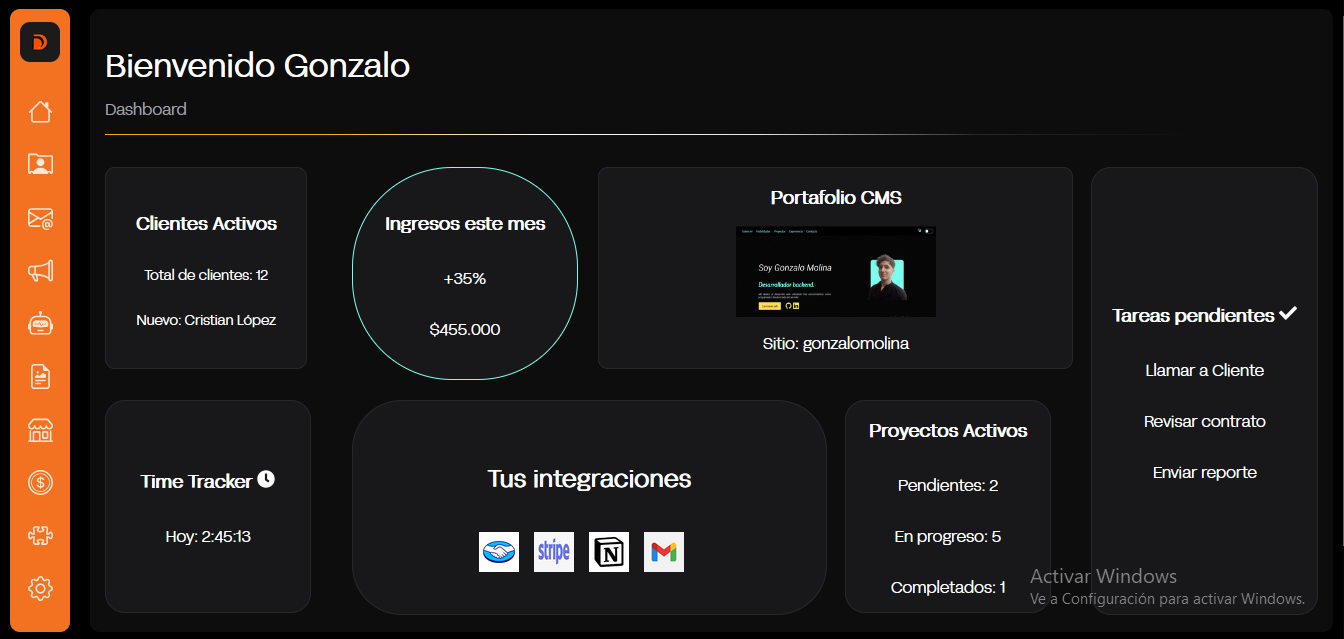 Bienvenido Gonzalo
Dashboard
Clientes Activos
Total de clientes: 12
Nuevo: Cristian López
Ingresos este mes
+35%
$455.000
Portafolio CMS
Soy Gonzalo Molina
Desarrollador backend.
Sitio: gonzalomolina
Tareas pendientes
Llamar a Cliente
Revisar contrato
Enviar reporte
Time Tracker
Hoy: 2:45:13
Tus integraciones
stripe
Proyectos Activos
Pendientes: 2
En progreso: 5
Completados: 1
Activar Windows
Ve a Configuración para activar Windows.